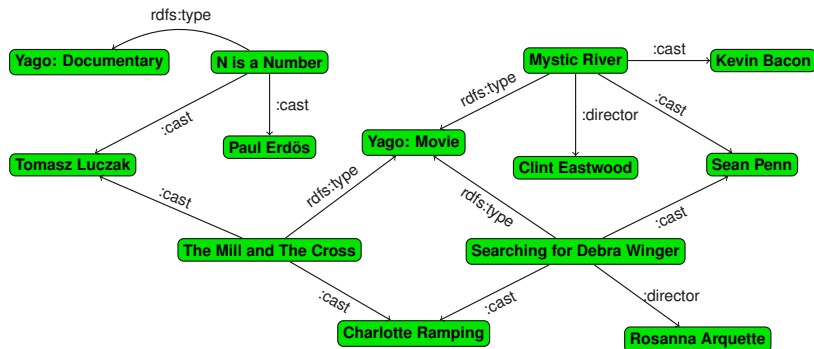 rdfs:type
Yago: Documentary
N is a Number
Mystic River
:cast
Kevin Bacon
:cast
:cast
rdfs:type
:director
:cast
Paul Erdös
Yago: Movie
Tomasz Luczak
Clint Eastwood
Sean Penn
:cast
rdfs:type
rdfs:type
:cast
The Mill and The Cross
Searching for Debra Winger
:cast
:cast
:director
Charlotte Ramping
Rosanna Arquette